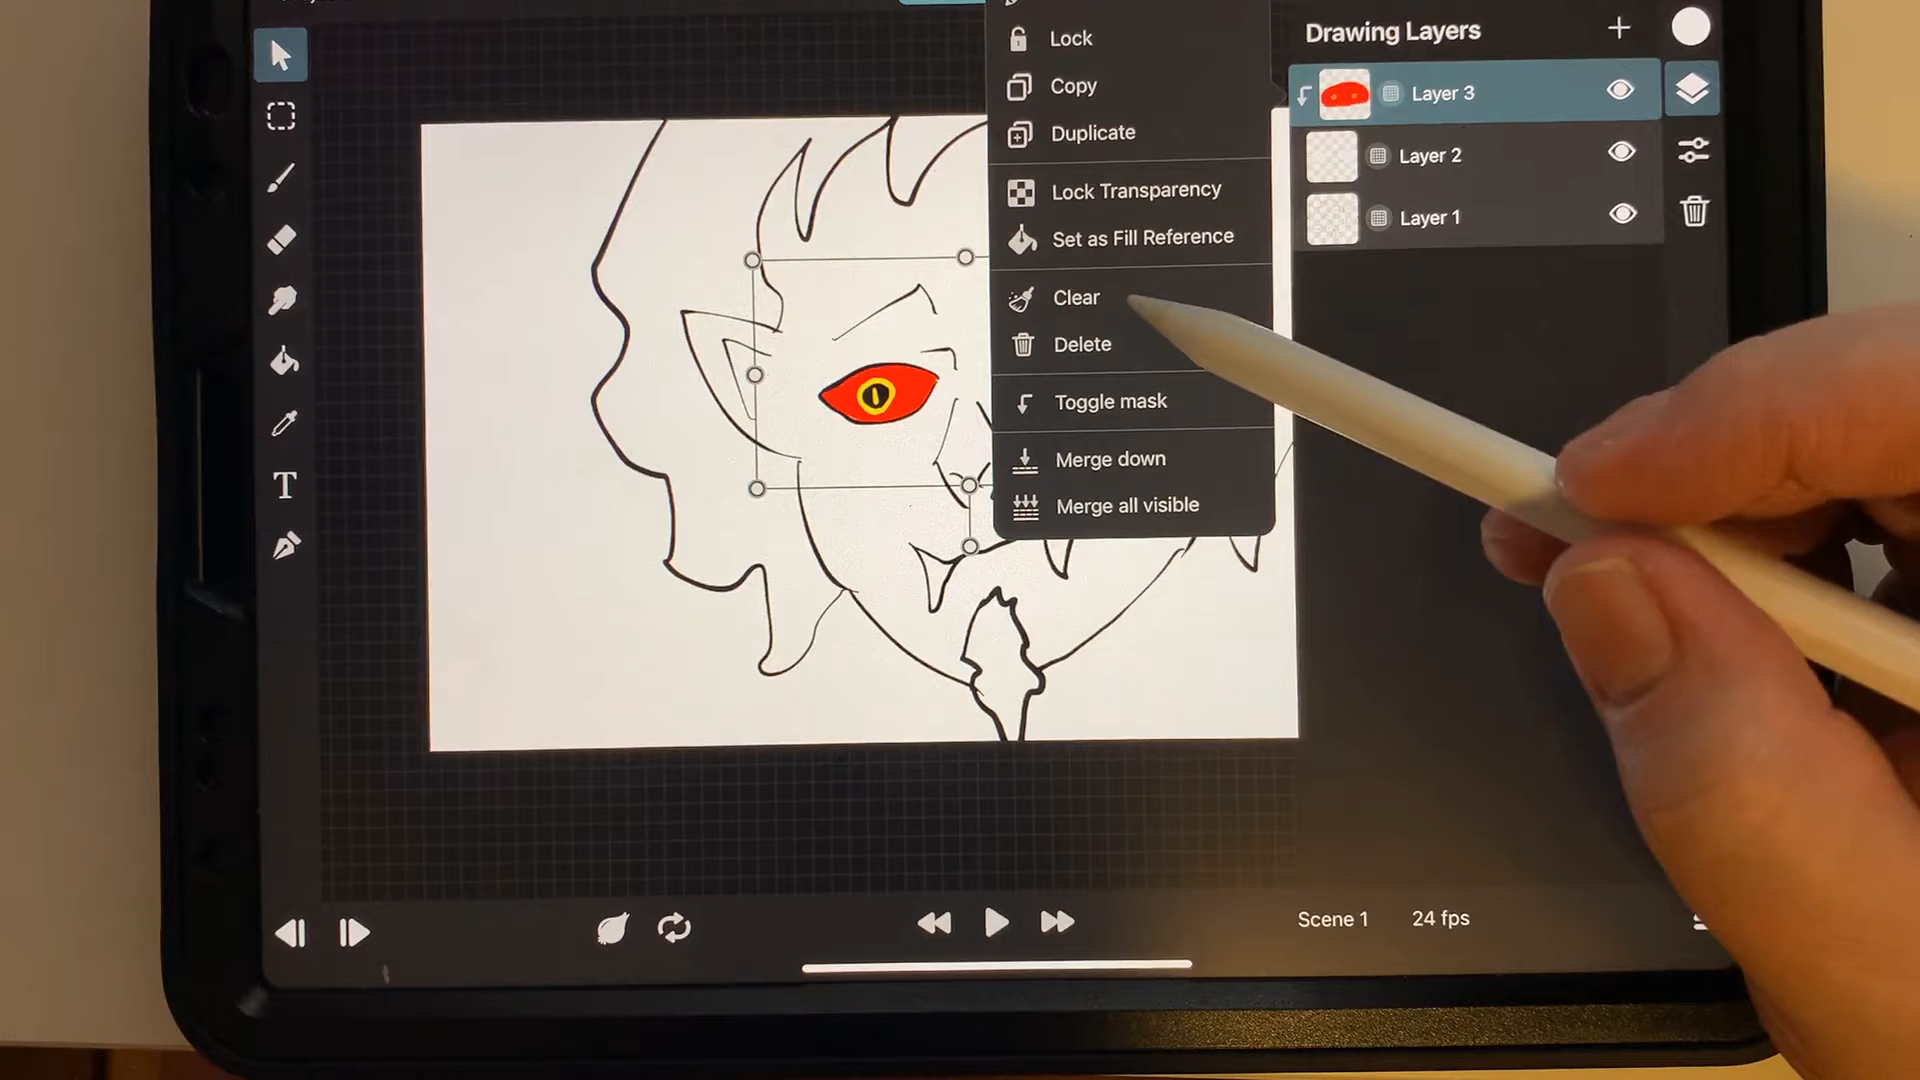 Lock
Copy
Duplicate
Lock Transparency
Set as Fill Reference
Clear
Delete
Toggle mask
Merge down
Merge all visible
Drawing Layers
Layer 3
Layer 2
Layer 1
T
Scene 1
24 fps